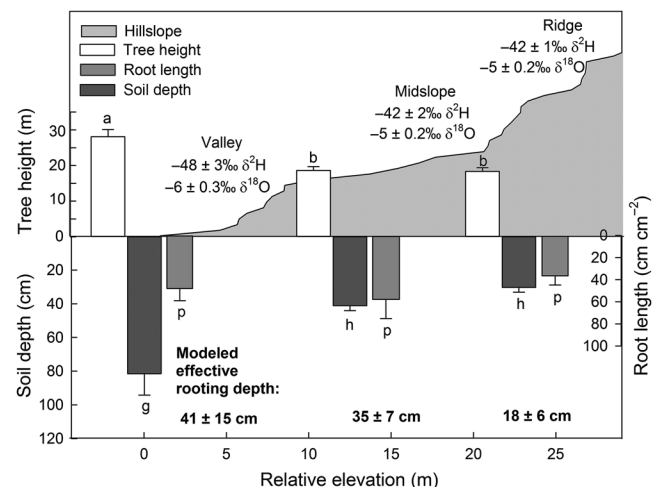 Hillslope
Tree height
Root length
Soil depth
Ridge
−42 ± 1‰ δ²H
−5 ± 0.2‰ δ¹⁸O
Midslope
−42 ± 2‰ δ²H
−5 ± 0.2‰ δ¹⁸O
Valley
−48 ± 3‰ δ²H
−6 ± 0.3‰ δ¹⁸O
a
b
b
Tree height (m)
30
20
10
0
Soil depth (cm)
20
40
60
80
100
120
Root length (cm cm⁻²)
0
20
40
60
80
100
g
p
h
p
h
p
Modeled
effective
rooting depth:
41 ± 15 cm
35 ± 7 cm
18 ± 6 cm
0
5
10
15
20
25
Relative elevation (m)